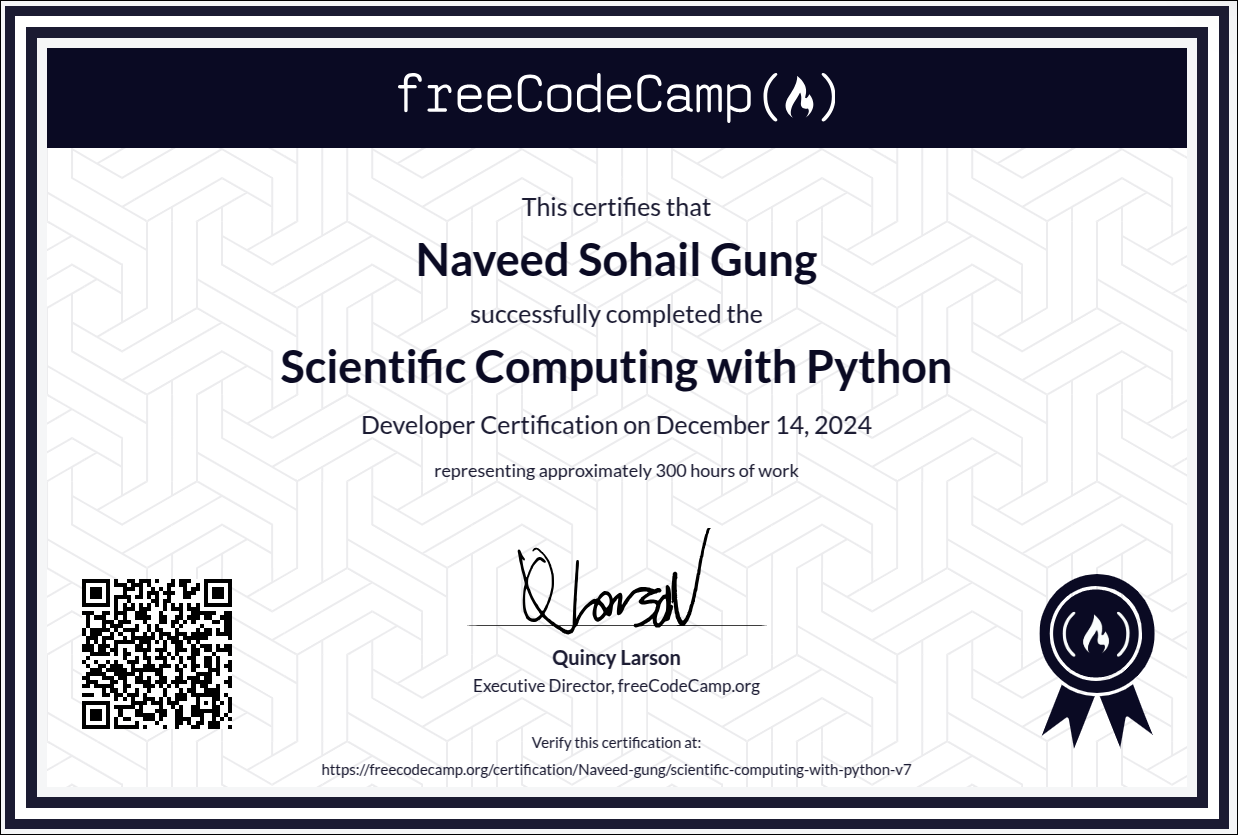 freeCodeCamp
This certifies that
Naveed Sohail Gung
successfully completed the
Scientific Computing with Python
Developer Certification on December 14, 2024
representing approximately 300 hours of work
Q Larson
Quincy Larson
Executive Director, freeCodeCamp.org
Verify this certification at:
https://freecodecamp.org/certification/Naveed-gung/scientific-computing-with-python-v7